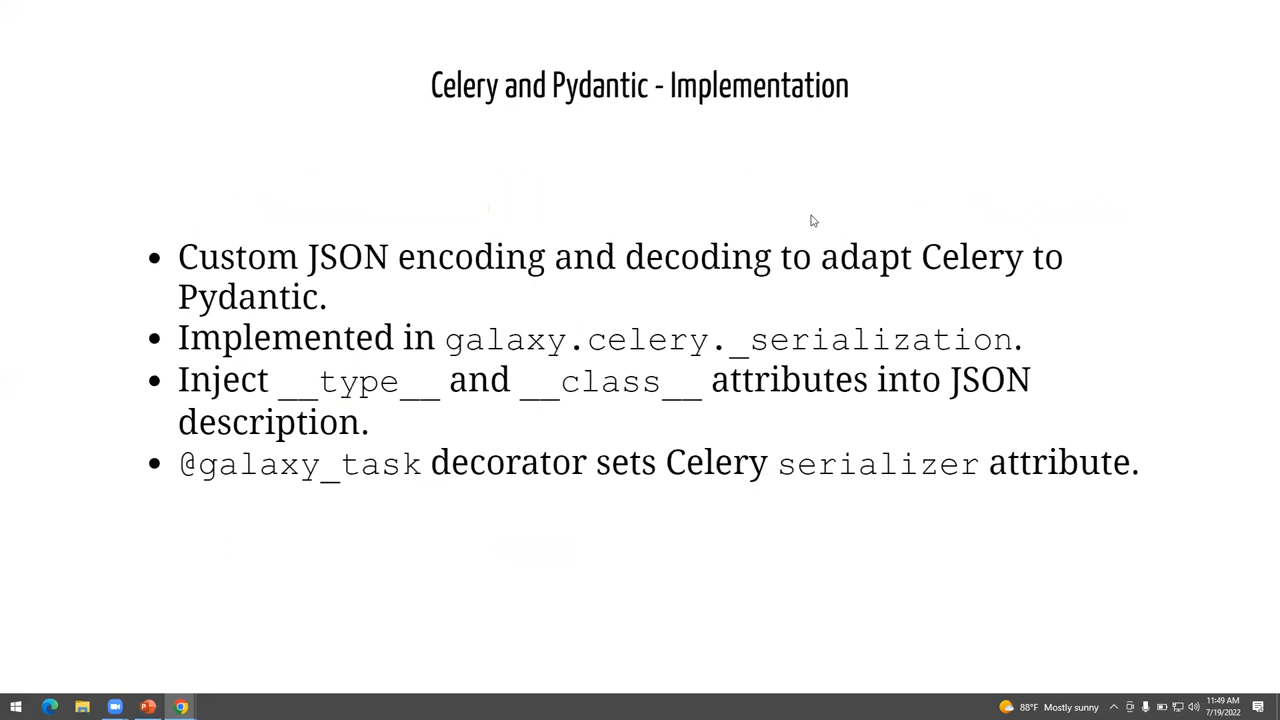 Celery and Pydantic - Implementation
• Custom JSON encoding and decoding to adapt Celery to
Pydantic.
• Implemented in galaxy.celery._serialization.
• Inject __type__ and __class__ attributes into JSON
description.
• @galaxy_task decorator sets Celery serializer attribute.
88°F Mostly sunny
11:49 AM
7/19/2022